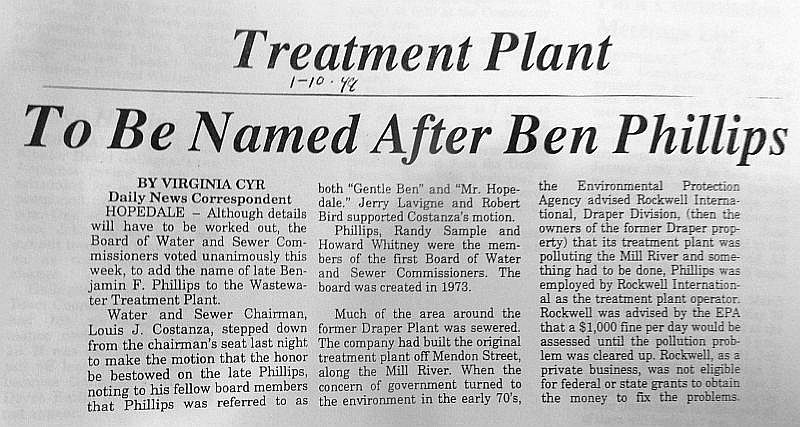 Treatment Plant
1-10-
To Be Named After Ben Phillips
BY VIRGINIA CYR
Daily News Correspondent
HOPEDALE – Although details
will have to be worked out, the
Board of Water and Sewer Com-
missioners voted unanimously this
week, to add the name of late Ben-
jamin F. Phillips to the Wastewa-
ter Treatment Plant.
Water and Sewer Chairman,
Louis J. Costanza, stepped down
from the chairman's seat last night
to make the motion that the honor
be bestowed on the late Phillips,
noting to his fellow board members
that Phillips was referred to as
both "Gentle Ben" and "Mr. Hope-
dale." Jerry Lavigne and Robert
Bird supported Costanza's motion.
Phillips, Randy Sample and
Howard Whitney were the mem-
bers of the first Board of Water
and Sewer Commissioners. The
board was created in 1973.
Much of the area around the
former Draper Plant was sewered.
The company had built the original
treatment plant off Mendon Street,
along the Mill River. When the
concern of government turned to
the environment in the early 70's,
the Environmental Protection
Agency advised Rockwell Interna-
tional, Draper Division, (then the
owners of the former Draper prop-
erty) that its treatment plant was
polluting the Mill River and some-
thing had to be done, Phillips was
employed by Rockwell Internation-
al as the treatment plant operator.
Rockwell was advised by the EPA
that a $1,000 fine per day would be
assessed until the pollution prob-
lem was cleared up. Rockwell, as a
private business, was not eligible
for federal or state grants to obtain
the money to fix the problems.